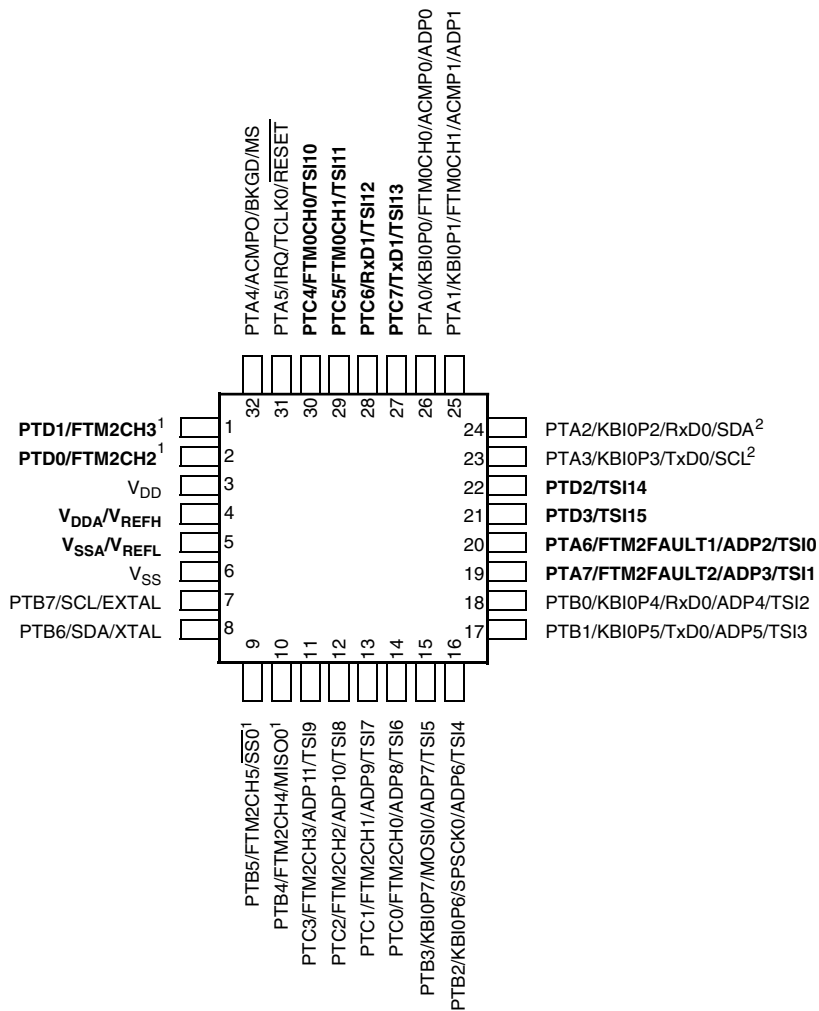 PTA4/ACMPO/BKGD/MS
PTA5/IRQ/TCLK0/RESET
PTC4/FTM0CH0/TSI10
PTC5/FTM0CH1/TSI11
PTC6/RxD1/TSI12
PTC7/TxD1/TSI13
PTA0/KBI0P0/FTM0CH0/ACMP0/ADP0
PTA1/KBI0P1/FTM0CH1/ACMP1/ADP1
32
31
30
29
28
27
26
25
PTD1/FTM2CH3¹
1
PTD0/FTM2CH2¹
2
VDD
3
VDDA/VREFH
4
VSSA/VREFL
5
VSS
6
PTB7/SCL/EXTAL
7
PTB6/SDA/XTAL
8
24
PTA2/KBI0P2/RxD0/SDA²
23
PTA3/KBI0P3/TxD0/SCL²
22
PTD2/TSI14
21
PTD3/TSI15
20
PTA6/FTM2FAULT1/ADP2/TSI0
19
PTA7/FTM2FAULT2/ADP3/TSI1
18
PTB0/KBI0P4/RxD0/ADP4/TSI2
17
PTB1/KBI0P5/TxD0/ADP5/TSI3
9
10
11
12
13
14
15
16
PTB5/FTM2CH5/SS0¹
PTB4/FTM2CH4/MISO0¹
PTC3/FTM2CH3/ADP11/TSI9
PTC2/FTM2CH2/ADP10/TSI8
PTC1/FTM2CH1/ADP9/TSI7
PTC0/FTM2CH0/ADP8/TSI6
PTB3/KBI0P7/MOSI0/ADP7/TSI5
PTB2/KBI0P6/SPSCK0/ADP6/TSI4